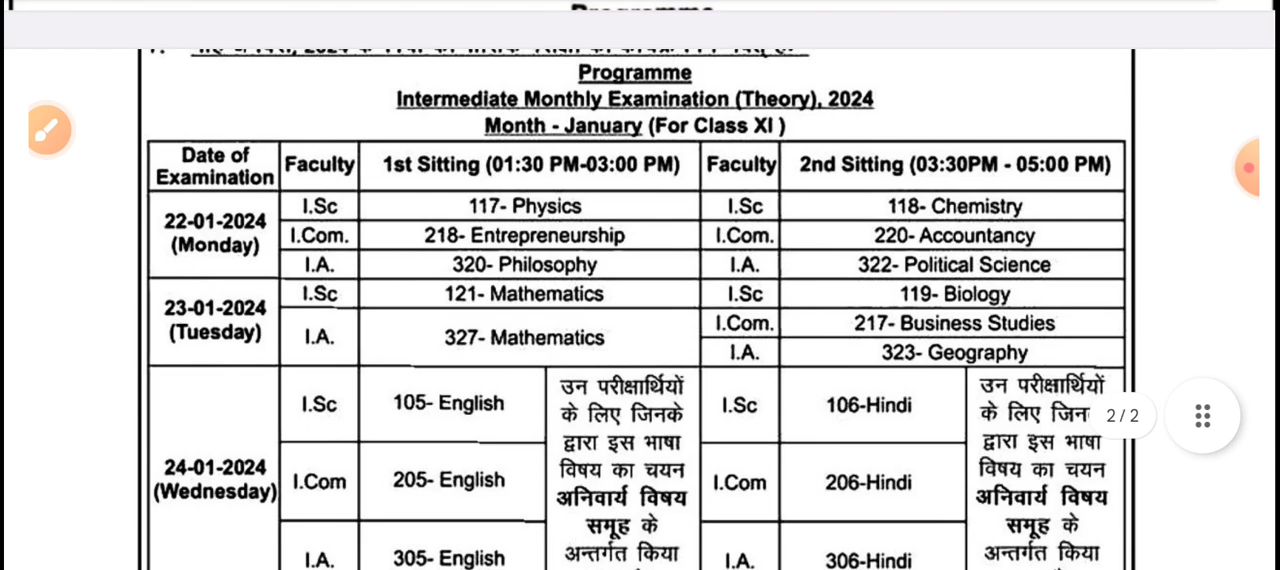 Programme
Programme
Intermediate Monthly Examination (Theory), 2024
Month - January (For Class XI )
Date of Examination Faculty 1st Sitting (01:30 PM-03:00 PM) Faculty 2nd Sitting (03:30PM - 05:00 PM)
22-01-2024 (Monday)
I.Sc 117- Physics I.Sc 118- Chemistry
I.Com. 218- Entrepreneurship I.Com. 220- Accountancy
I.A. 320- Philosophy I.A. 322- Political Science
23-01-2024 (Tuesday)
I.Sc 121- Mathematics I.Sc 119- Biology
I.A. 327- Mathematics I.Com. 217- Business Studies
I.A. 323- Geography
24-01-2024 (Wednesday)
I.Sc 105- English
I.Com 205- English
I.A. 305- English
उन परीक्षार्थियों
के लिए जिनके
द्वारा इस भाषा
विषय का चयन
अनिवार्य विषय
समूह के
अन्तर्गत किया
I.Sc 106-Hindi
I.Com 206-Hindi
I.A. 306-Hindi
उन परीक्षार्थियों
के लिए
द्वारा इस भाषा
विषय का चयन
अनिवार्य विषय
समूह के
अन्तर्गत किया
2 / 2